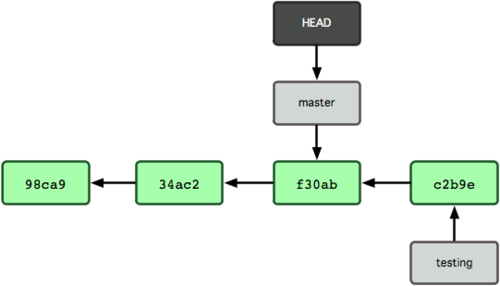 HEAD
master
98ca9
34ac2
f30ab
c2b9e
testing